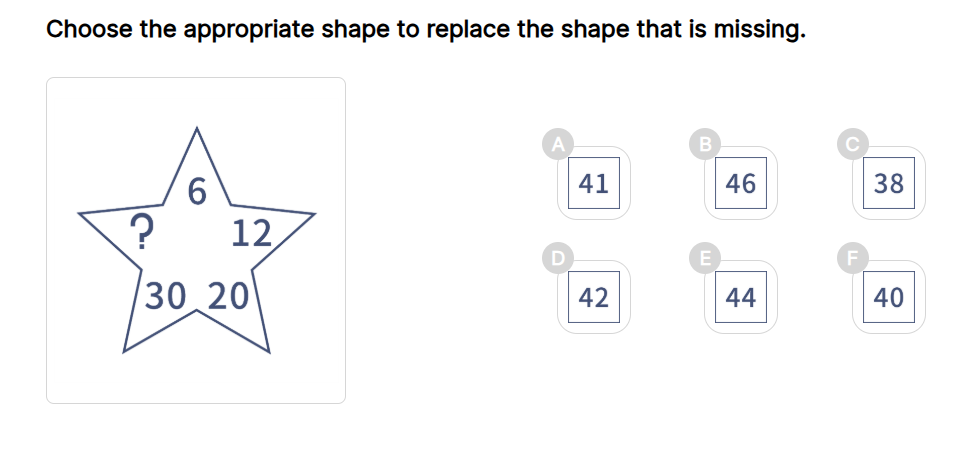 Choose the appropriate shape to replace the shape that is missing.
6
? 12
30 20
A B C
41 46 38
D E F
42 44 40